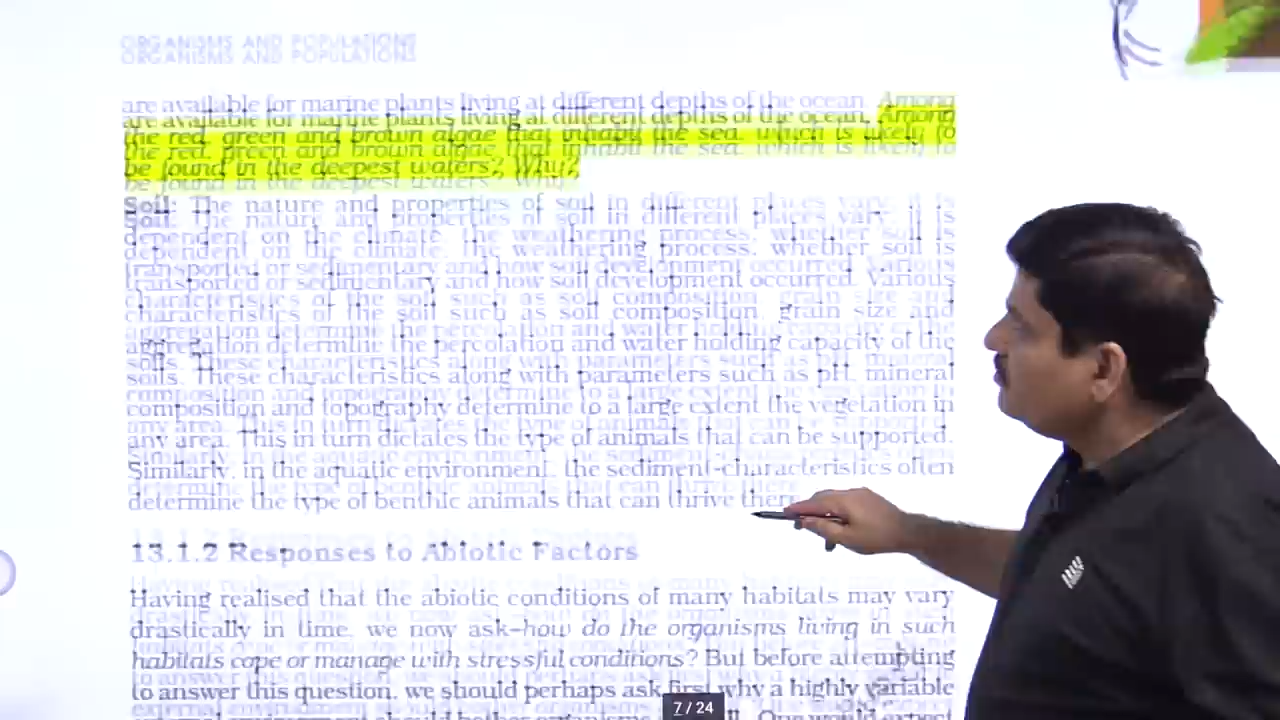 ORGANISMS AND POPULATIONS
are available for marine plants living at different depths of the ocean. Among
the red, green and brown algae that inhabit the sea, which is likely to
be found in the deepest waters? Why?
Soil: The nature and properties of soil in different places vary; it is
dependent on the climate, the weathering process, whether soil is
transported or sedimentary and how soil development occurred. Various
characteristics of the soil such as soil composition, grain size and
aggregation determine the percolation and water holding capacity of the
soils. These characteristics along with parameters such as pH, mineral
composition and topography determine to a large extent the vegetation in
any area. This in turn dictates the type of animals that can be supported.
Similarly, in the aquatic environment, the sediment-characteristics often
determine the type of benthic animals that can thrive there.
13.1.2 Responses to Abiotic Factors
Having realised that the abiotic conditions of many habitats may vary
drastically in time, we now ask–how do the organisms living in such
habitats cope or manage with stressful conditions? But before attempting
to answer this question, we should perhaps ask first why a highly variable
7 / 24